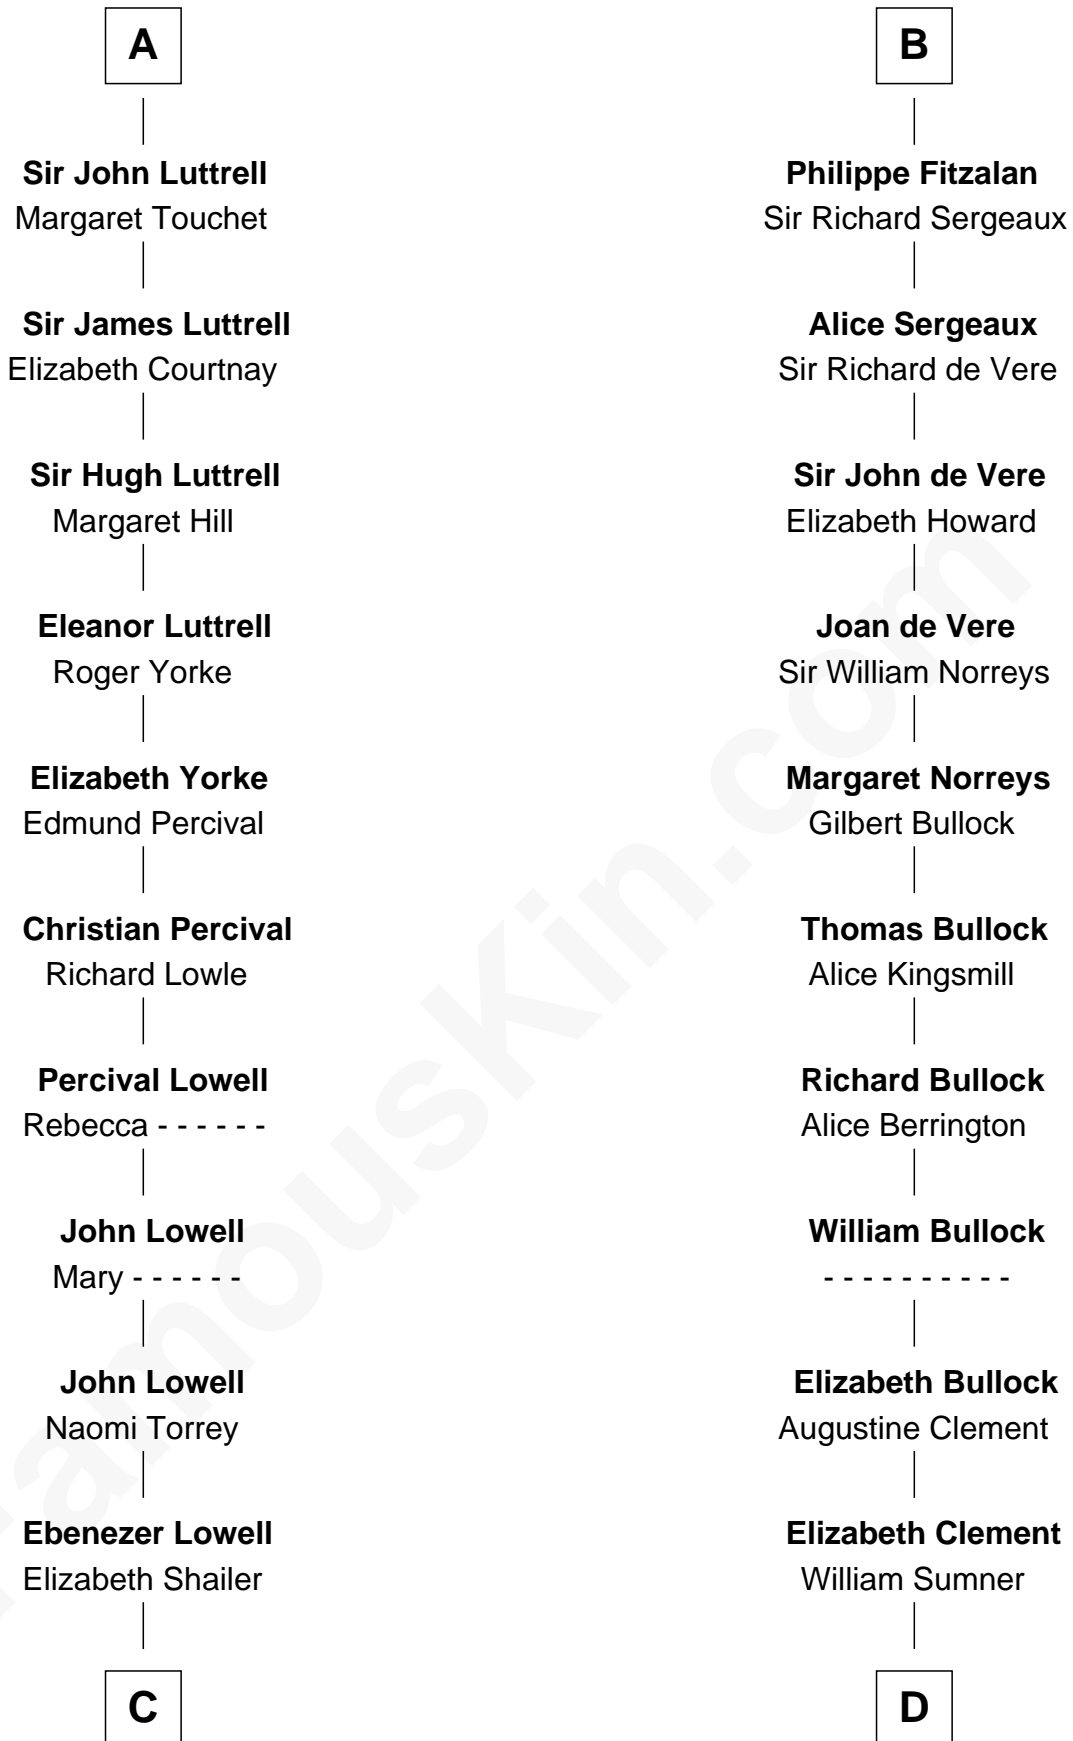 A
Sir John Luttrell
Margaret Touchet
Sir James Luttrell
Elizabeth Courtnay
Sir Hugh Luttrell
Margaret Hill
Eleanor Luttrell
Roger Yorke
Elizabeth Yorke
Edmund Percival
Christian Percival
Richard Lowle
Percival Lowell
Rebecca - - - - - -
John Lowell
Mary - - - - - -
John Lowell
Naomi Torrey
Ebenezer Lowell
Elizabeth Shailer
C
B
Philippe Fitzalan
Sir Richard Sergeaux
Alice Sergeaux
Sir Richard de Vere
Sir John de Vere
Elizabeth Howard
Joan de Vere
Sir William Norreys
Margaret Norreys
Gilbert Bullock
Thomas Bullock
Alice Kingsmill
Richard Bullock
Alice Berrington
William Bullock
- - - - - - - - - -
Elizabeth Bullock
Augustine Clement
Elizabeth Clement
William Sumner
D
FamousKin.com